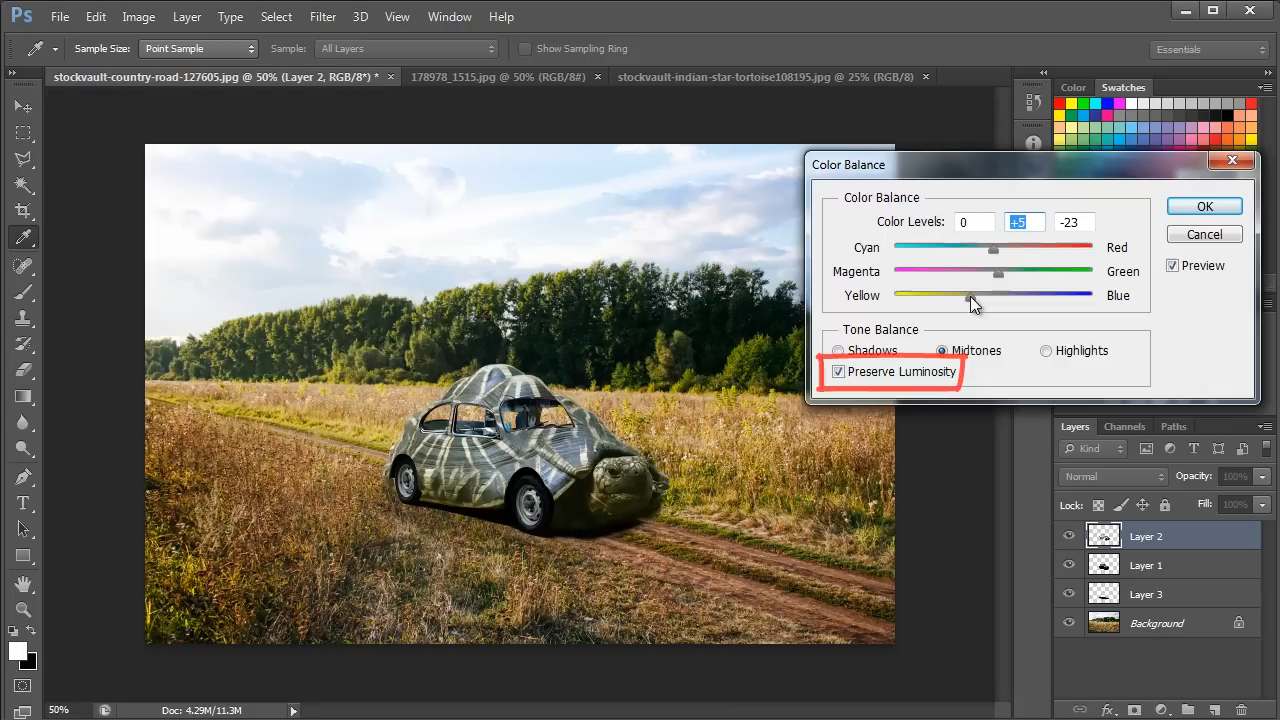 Ps File Edit Image Layer Type Select Filter 3D View Window Help
Sample Size: Point Sample Sample: All Layers Show Sampling Ring Essentials
stockvault-country-road-127605.jpg @ 50% (Layer 2, RGB/8*) * × 178978_1515.jpg @ 50% (RGB/8#) × stockvault-indian-star-tortoise108195.jpg @ 25% (RGB/8) ×
Color Swatches
Color Balance
Color Balance
Color Levels: 0 +5 -23
Cyan Red
Magenta Green
Yellow Blue
OK
Cancel
Preview
Tone Balance
Shadows Midtones Highlights
Preserve Luminosity
Layers Channels Paths
Kind
Normal Opacity: 100%
Lock: Fill: 100%
Layer 2
Layer 1
Layer 3
Background
50% Doc: 4.29M/11.3M